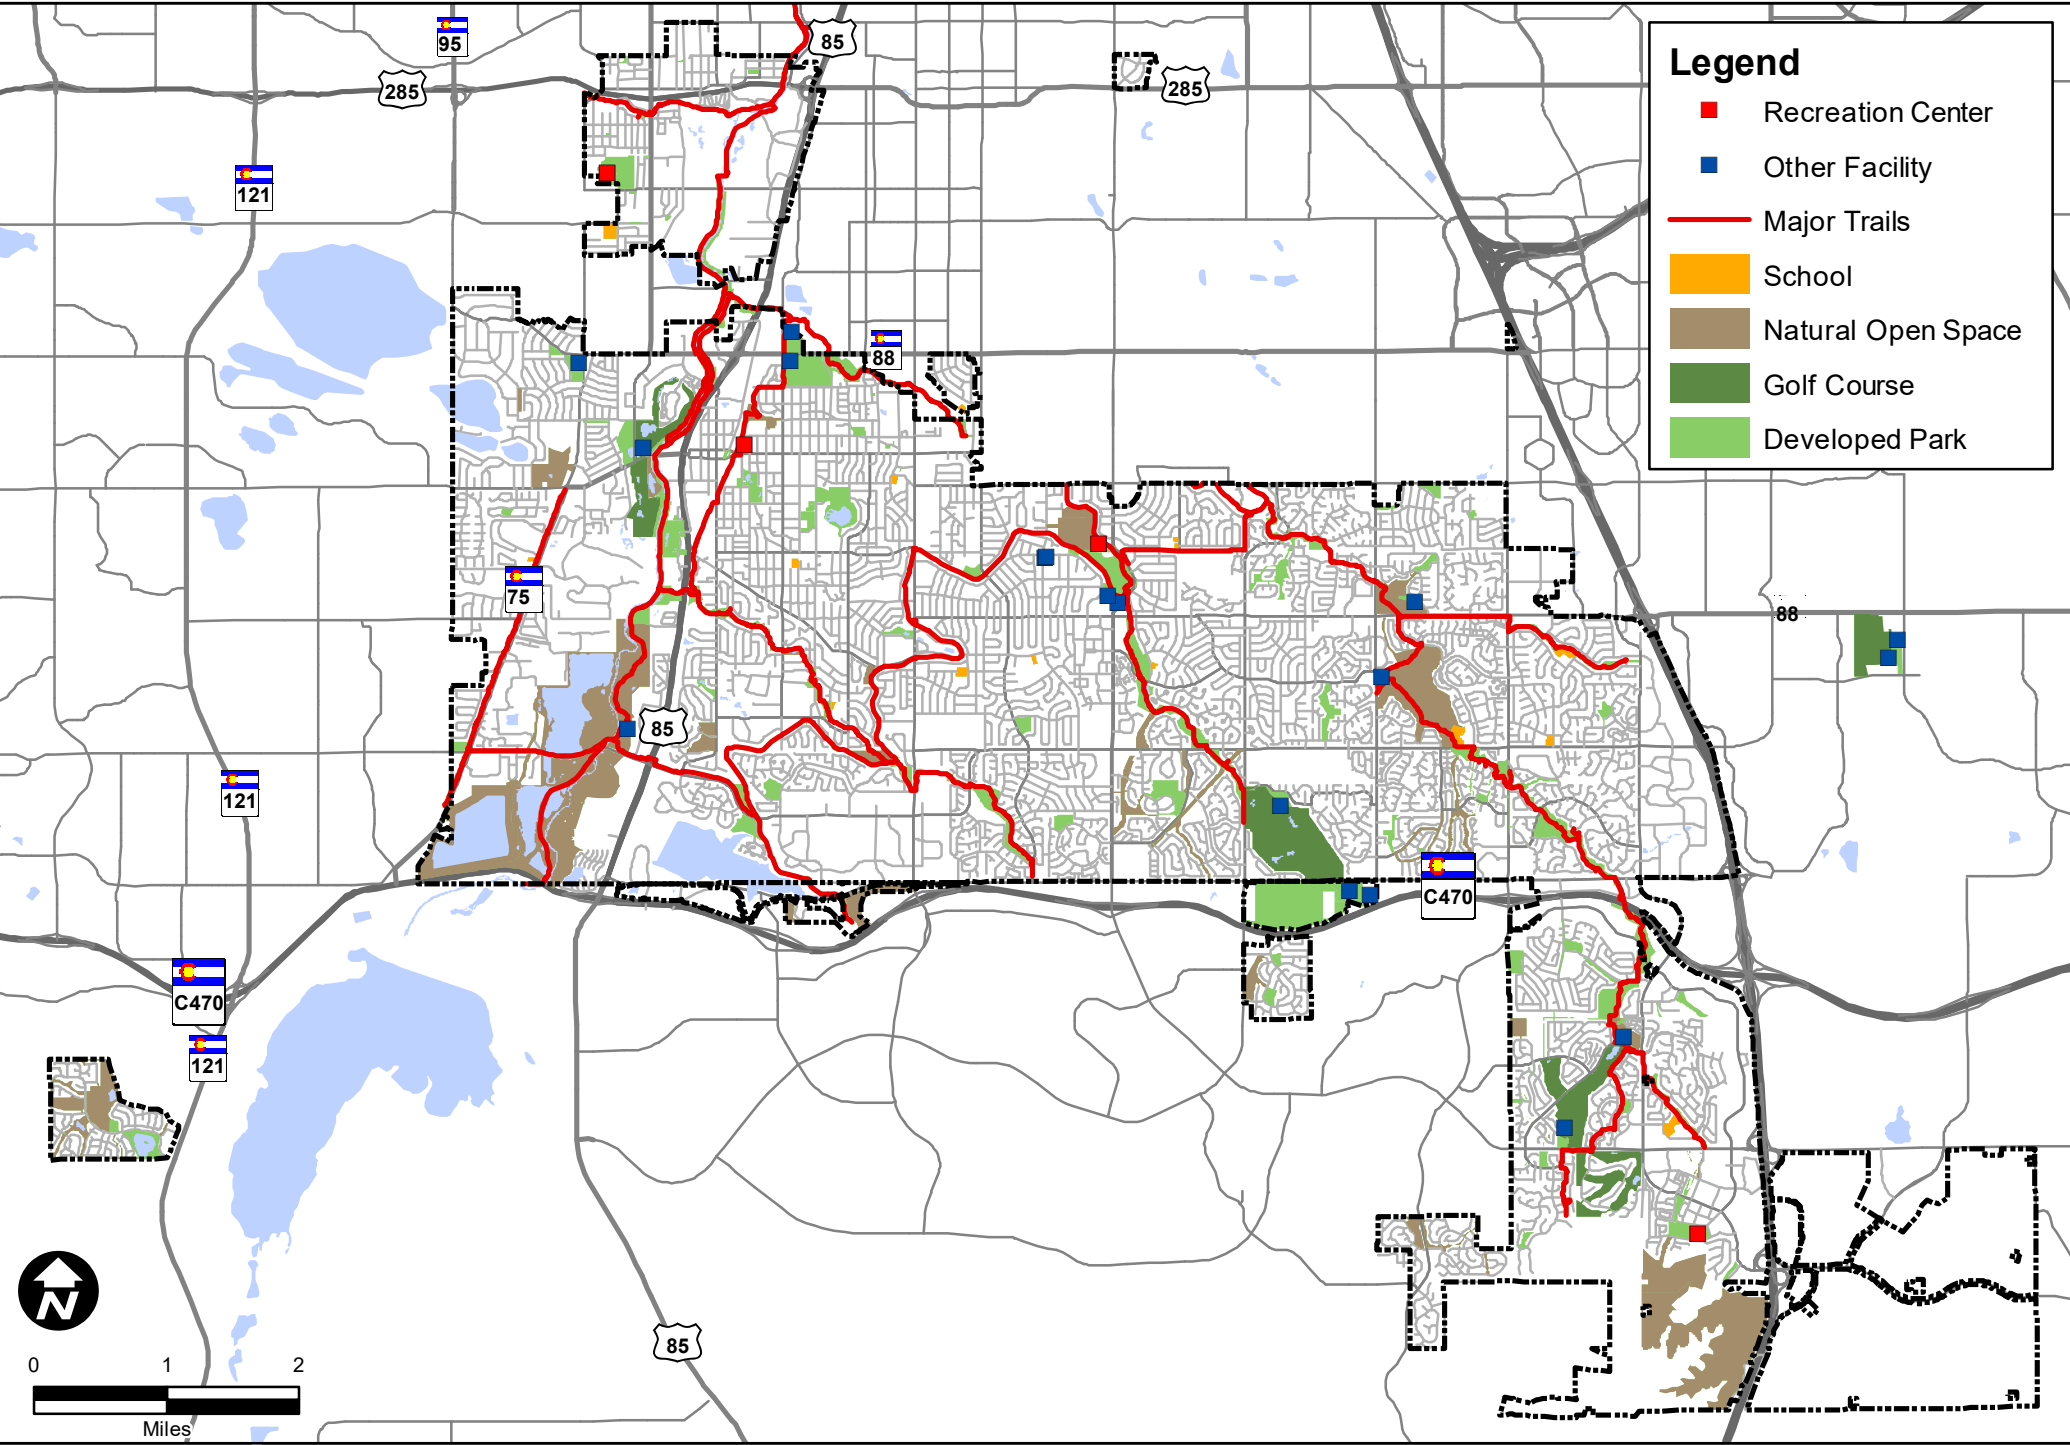 95
85
285
285
Legend
Recreation Center
Other Facility
Major Trails
School
Natural Open Space
Golf Course
Developed Park
121
88
75
88
85
121
C470
C470
121
N
85
0 1 2
Miles